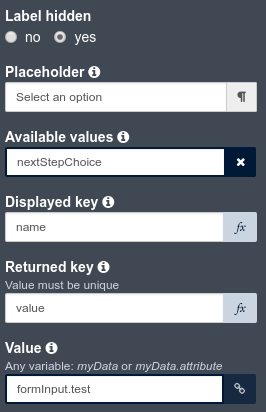 Label hidden
no yes
Placeholder
Select an option ¶
Available values
nextStepChoice ×
Displayed key
name fx
Returned key
Value must be unique
value fx
Value
Any variable: myData or myData.attribute
formInput.test